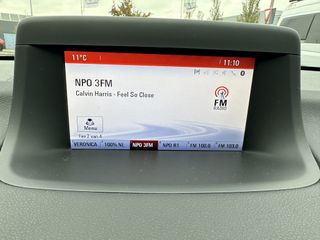 11°C 11:10
NPO 3FM
Calvin Harris - Feel So Close
FM
RADIO
Menu
Fav 2 van 4
VERONICA 100% NL NPO 3FM NPO R1 FM 100.0 FM 103.0